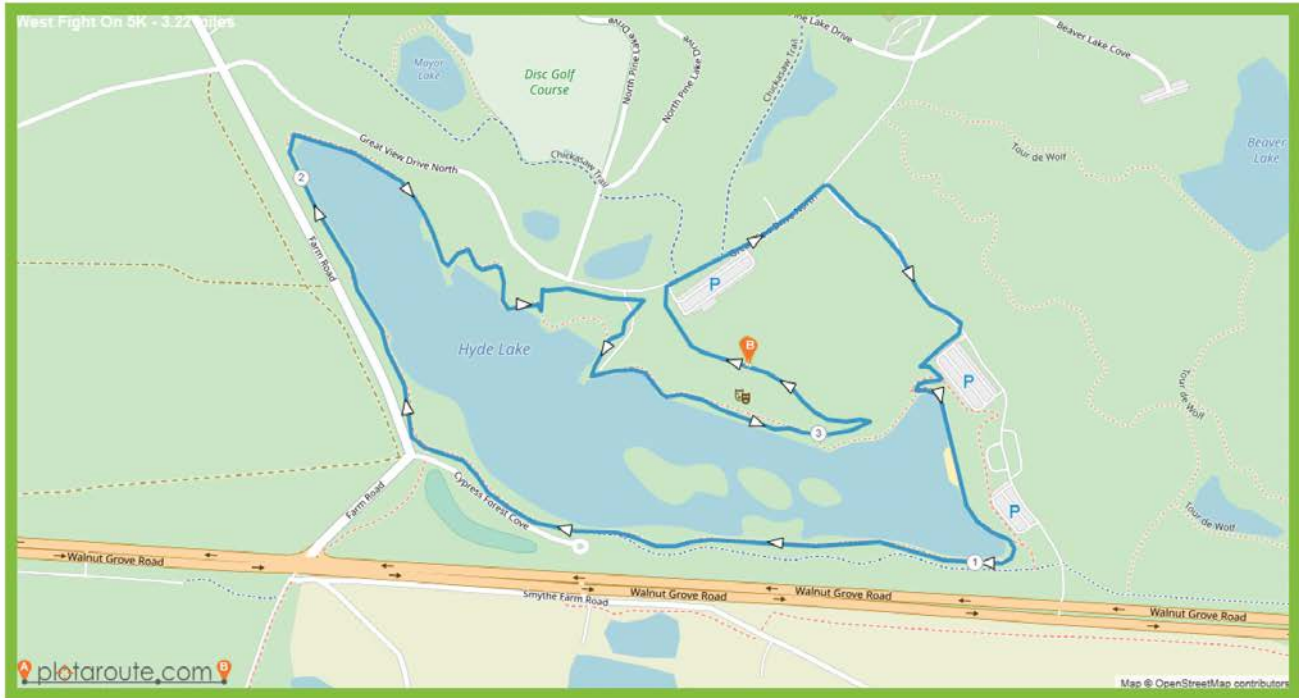 West Fight On 5K - 3.22 miles
Mayor
Lake
Disc Golf
Course
North Pine Lake Drive
North Pine Lake Drive
Chickasaw Trail
Pine Lake Drive
Beaver Lake Cove
Tour de Wolf
Beaver
Lake
Great View Drive North
Chickasaw Trail
2
Great View Drive North
P
Farm Road
Hyde Lake
B
P
3
Tour de Wolf
Cypress Forest Cove
Farm Road
P
Tour de Wolf
1
Walnut Grove Road
Walnut Grove Road
Walnut Grove Road
Walnut Grove Road
Smythe Farm Road
A plotaroute.com B
Map © OpenStreetMap contributors